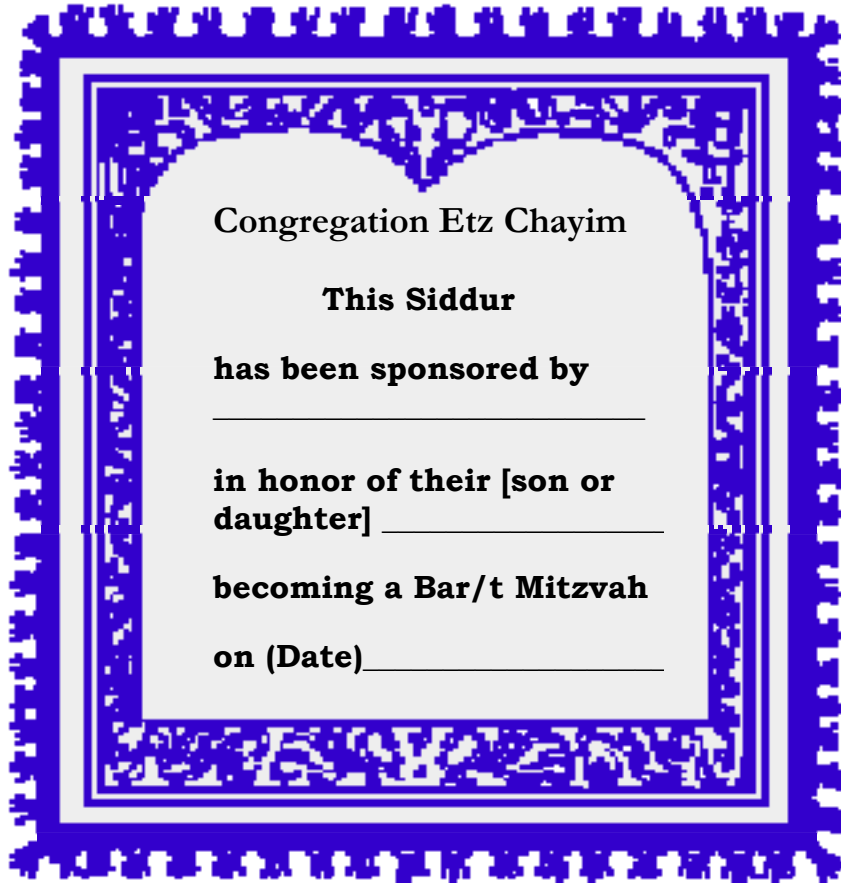 Congregation Etz Chayim
This Siddur
has been sponsored by
___________________________
in honor of their [son or
daughter] __________________
becoming a Bar/t Mitzvah
on (Date)___________________